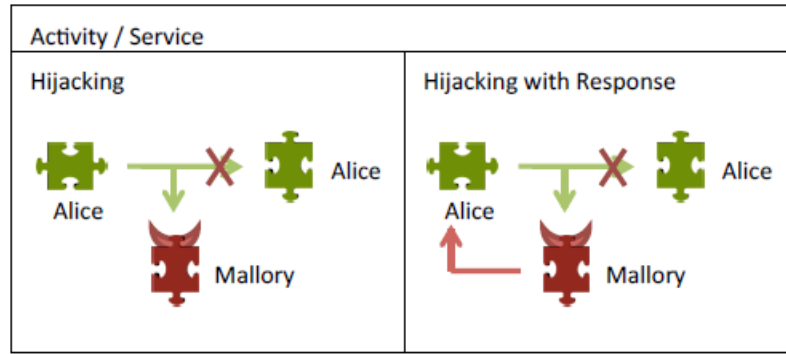 Activity / Service
Hijacking
Alice
Alice
Mallory
Hijacking with Response
Alice
Alice
Mallory